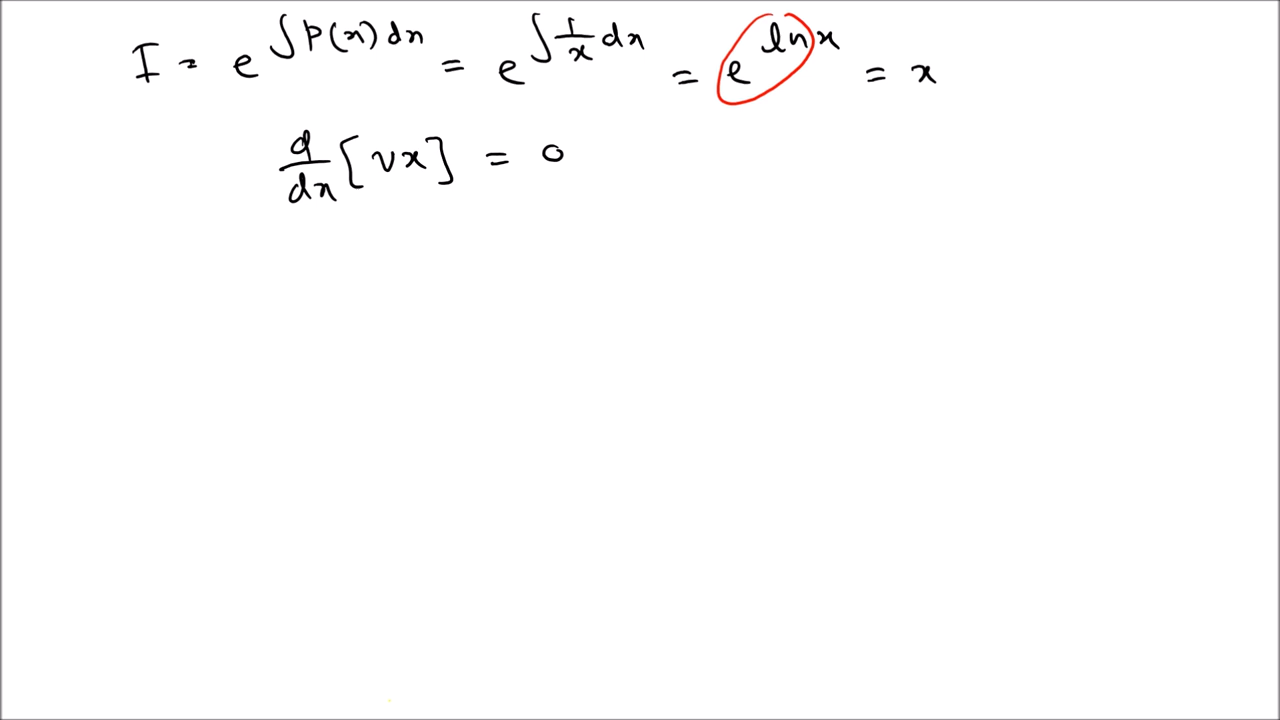 I = e^∫P(x)dx = e^∫1/x dx = e^ln x = x
d/dx [vx] = 0